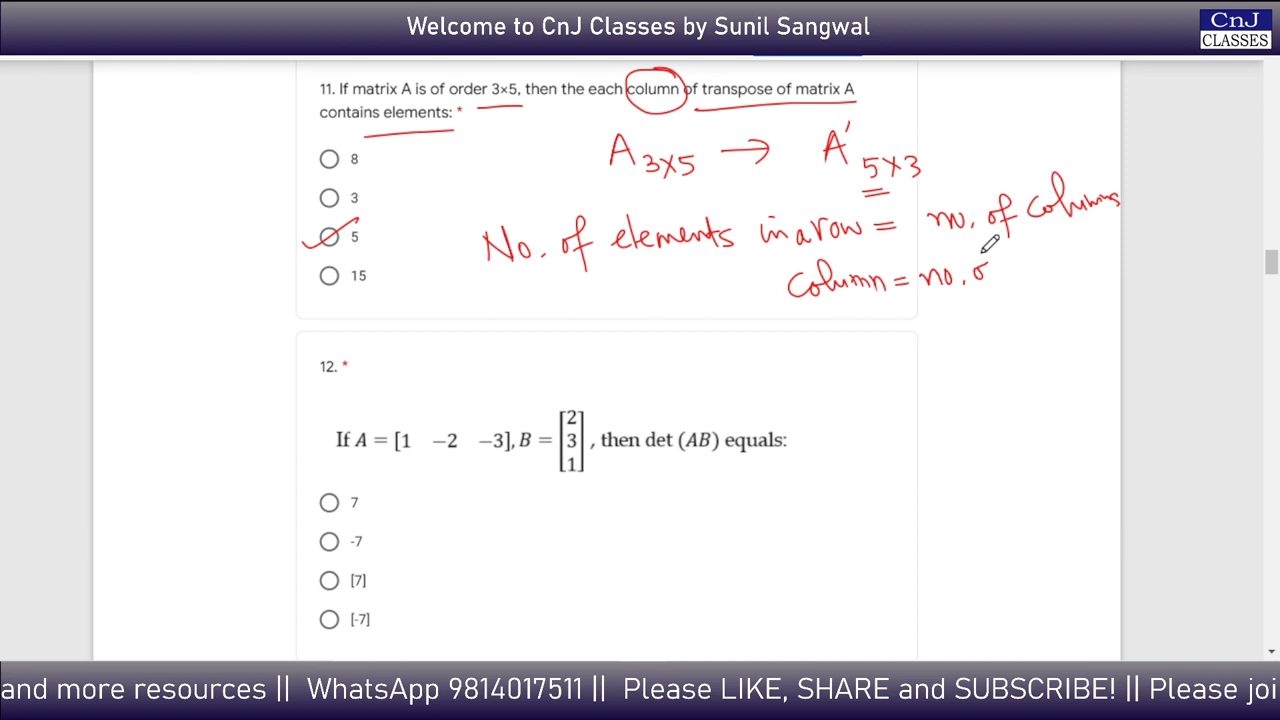 Welcome to CnJ Classes by Sunil Sangwal
CnJ
CLASSES
11. If matrix A is of order 3×5, then the each column of transpose of matrix A
contains elements: *
8
3
5
15
A 3×5 → A' 5×3
No. of elements in a row = no. of columns
column = no. o
12. *
If A = [1 −2 −3], B = [2 3 1], then det (AB) equals:
7
-7
[7]
[-7]
and more resources || WhatsApp 9814017511 || Please LIKE, SHARE and SUBSCRIBE! || Please joi